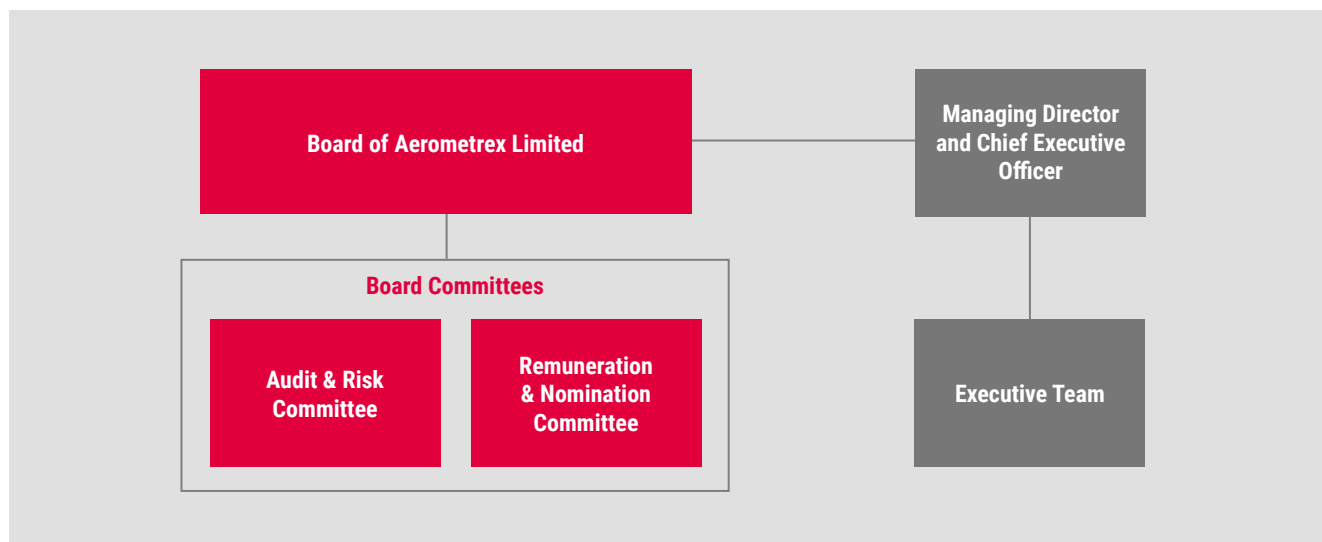 Board of Aerometrex Limited
Managing Director
and Chief Executive
Officer
Board Committees
Audit & Risk
Committee
Remuneration
& Nomination
Committee
Executive Team